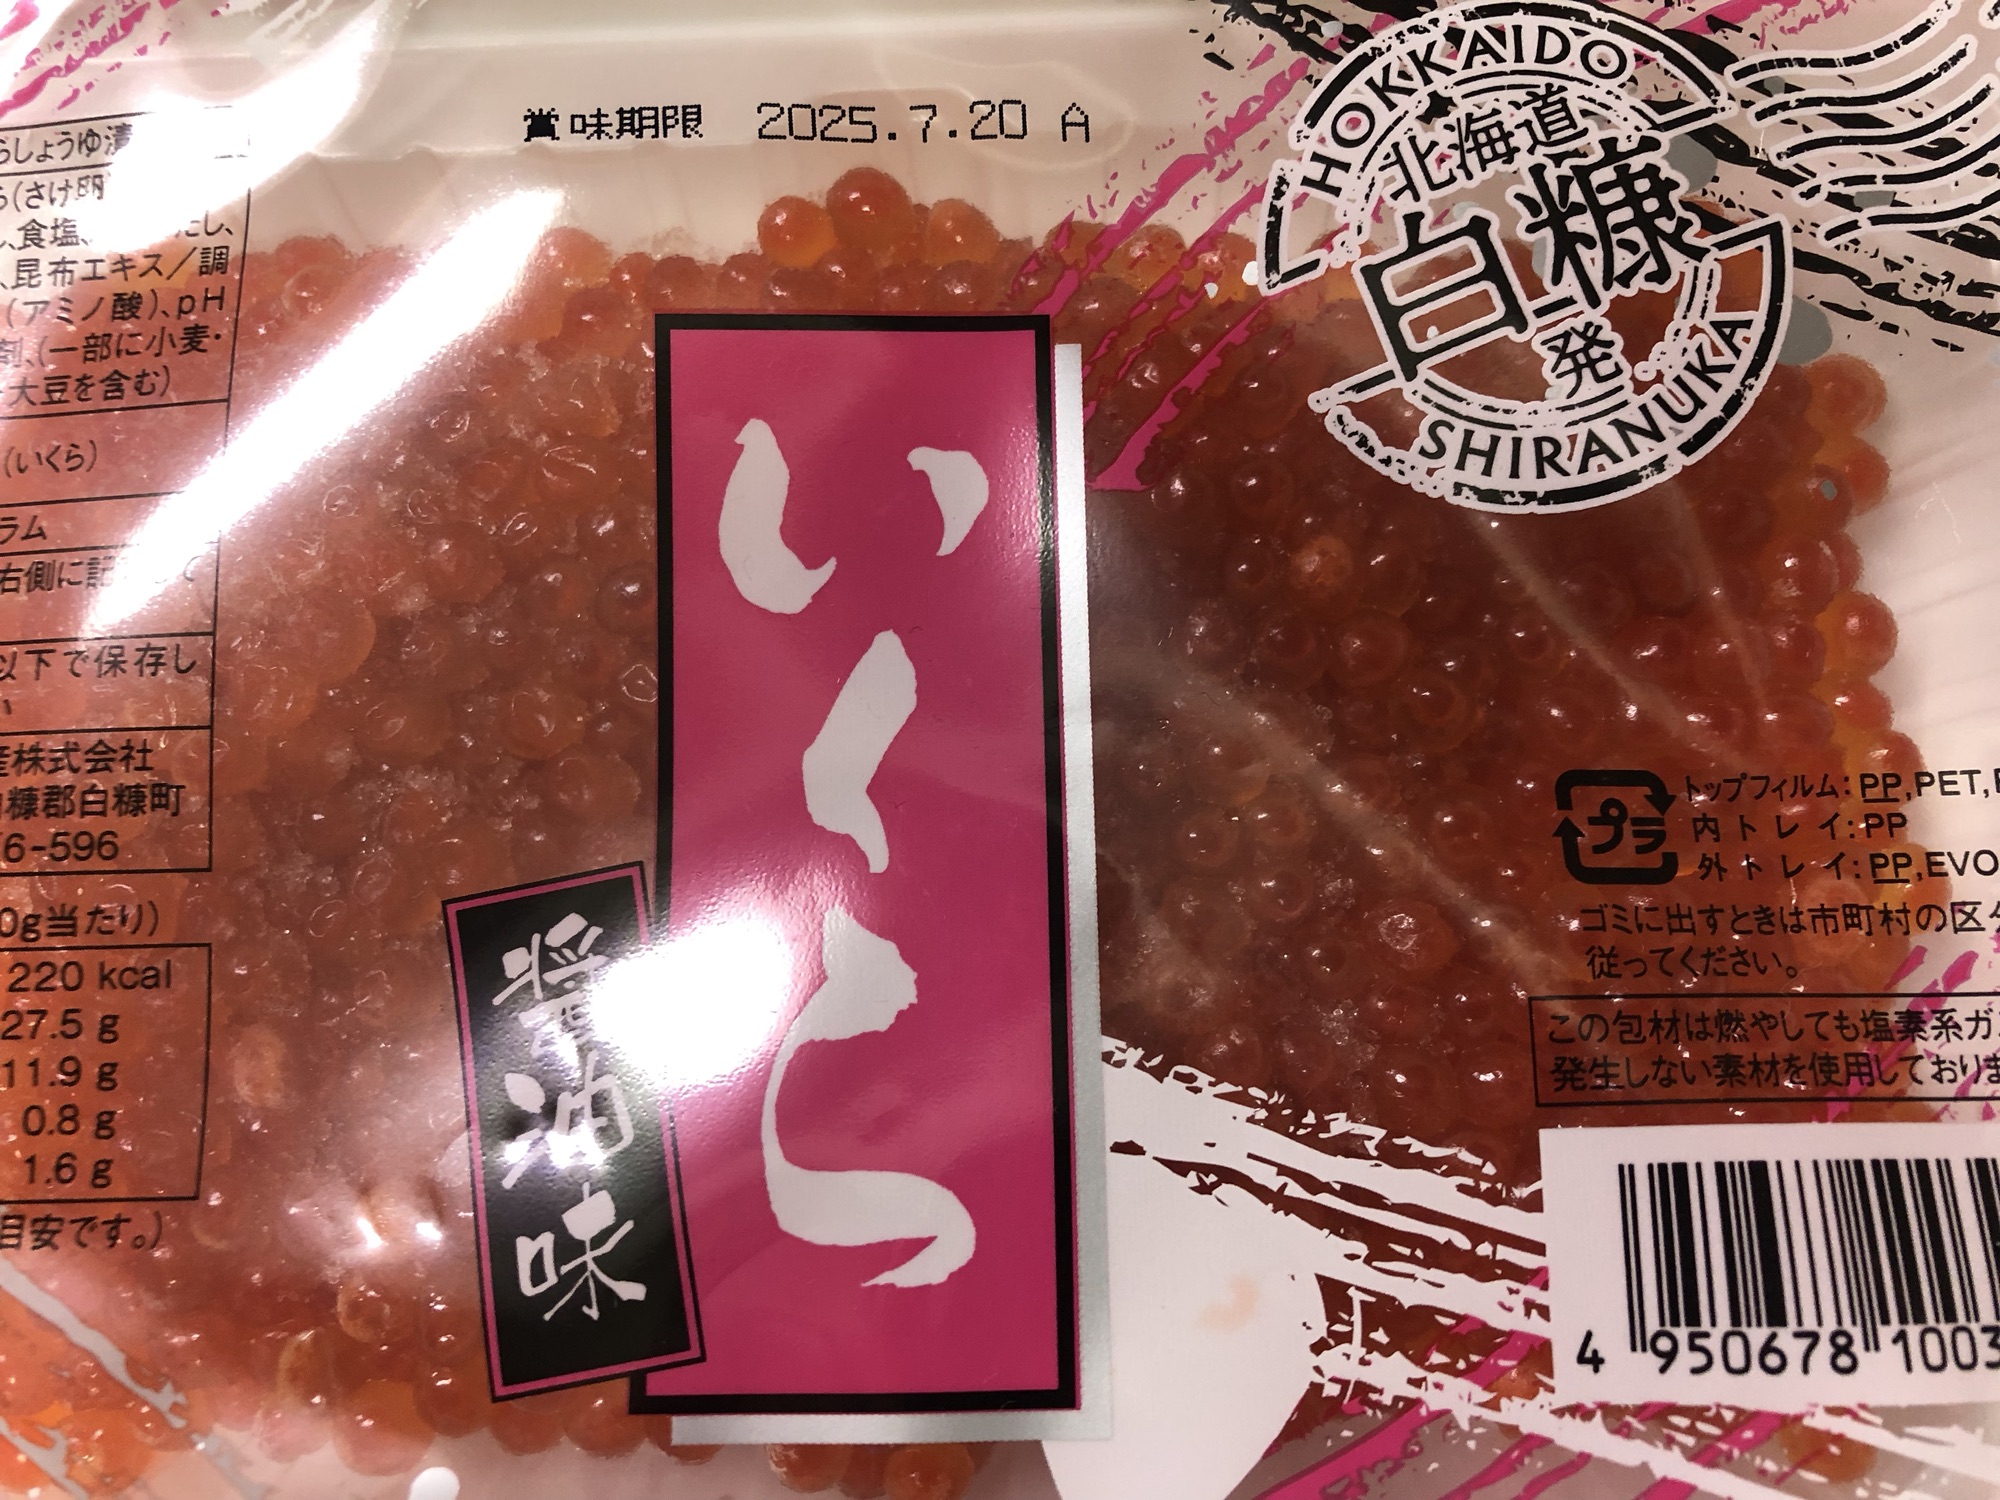 賞味期限 2025.7.20 A
らしょうゆ漬
(さけ卵
、食塩、
だし、
、昆布エキス/調
(アミノ酸)、pH
剤、(一部に小麦・
大豆を含む)
(いくら)
ラム
右側に記
て
以下で保存し
産株式会社
糠郡白糠町
6-596
0g当たり)
220 kcal
27.5 g
11.9 g
0.8 g
1.6 g
目安です。)
いくら
醤油味
HOKKAIDO
北海道
白糠
発
SHIRANUKA
プラ
トップフィルム:PP,PET,
内トレイ:PP
外トレイ:PP,EVO
ゴミに出すときは市町村の区分
従ってください。
この包材は燃やしても塩素系ガ
発生しない素材を使用しておりま
4 950678 1003